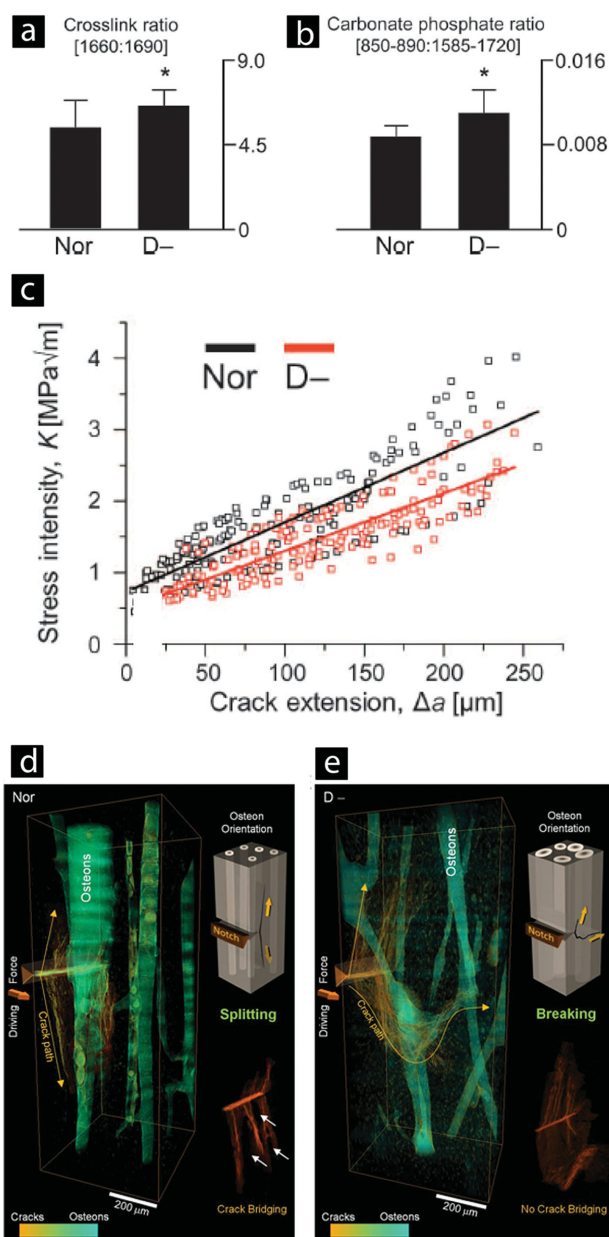 a
Crosslink ratio
[1660:1690]
*
9.0
4.5
0
Nor
D–
b
Carbonate phosphate ratio
[850-890:1585-1720]
*
0.016
0.008
0
Nor
D–
c
Stress intensity, K [MPa√m]
4
3
2
1
0
Nor
D–
0
50
100
150
200
250
Crack extension, Δa [µm]
d
Nor
Osteons
Driving Force
Crack path
Osteon
Orientation
Notch
Splitting
Crack Bridging
200 µm
Cracks
Osteons
e
D –
Osteons
Driving Force
Crack path
Osteon
Orientation
Notch
Breaking
No Crack Bridging
200 µm
Cracks
Osteons